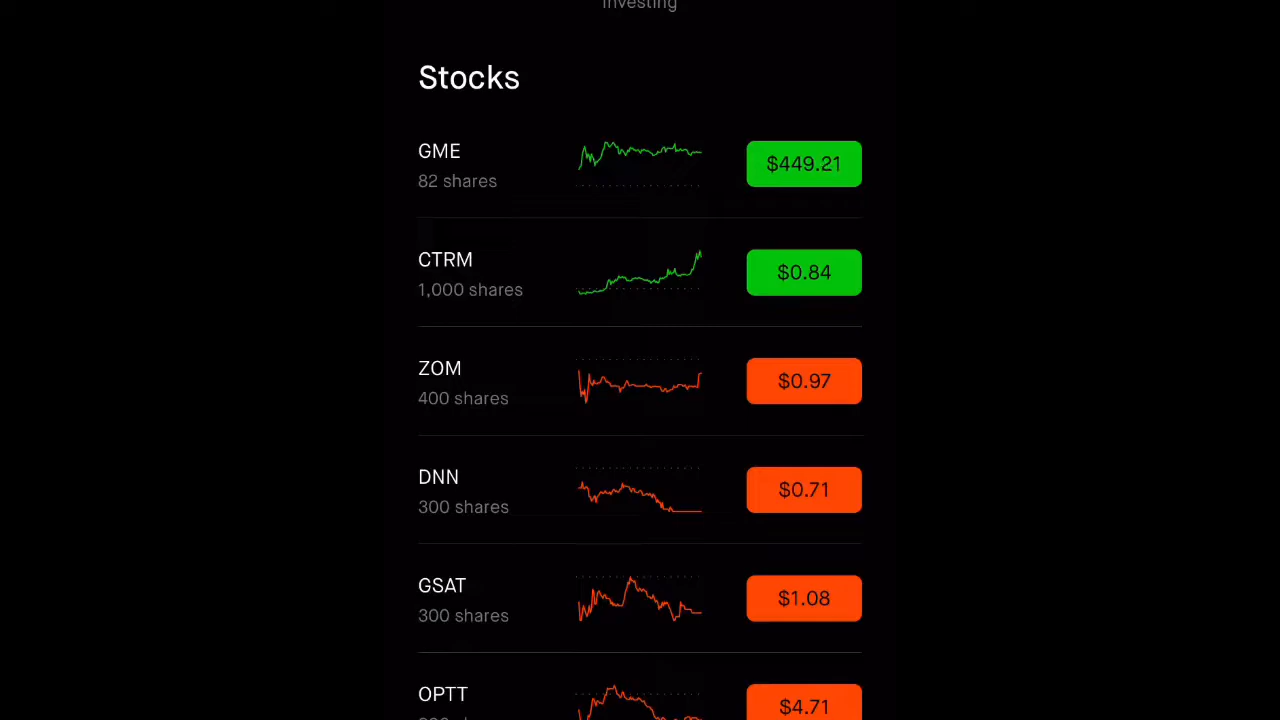 Investing
Stocks
GME
82 shares
$449.21
CTRM
1,000 shares
$0.84
ZOM
400 shares
$0.97
DNN
300 shares
$0.71
GSAT
300 shares
$1.08
OPTT
$4.71